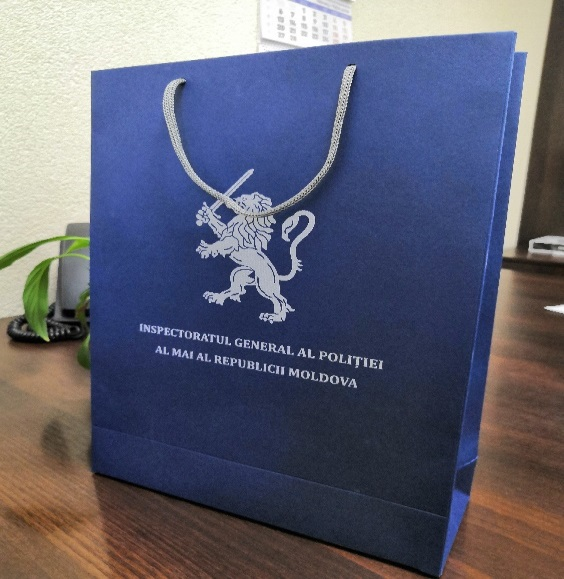 INSPECTORATUL GENERAL AL POLIȚIEI
AL MAI AL REPUBLICII MOLDOVA